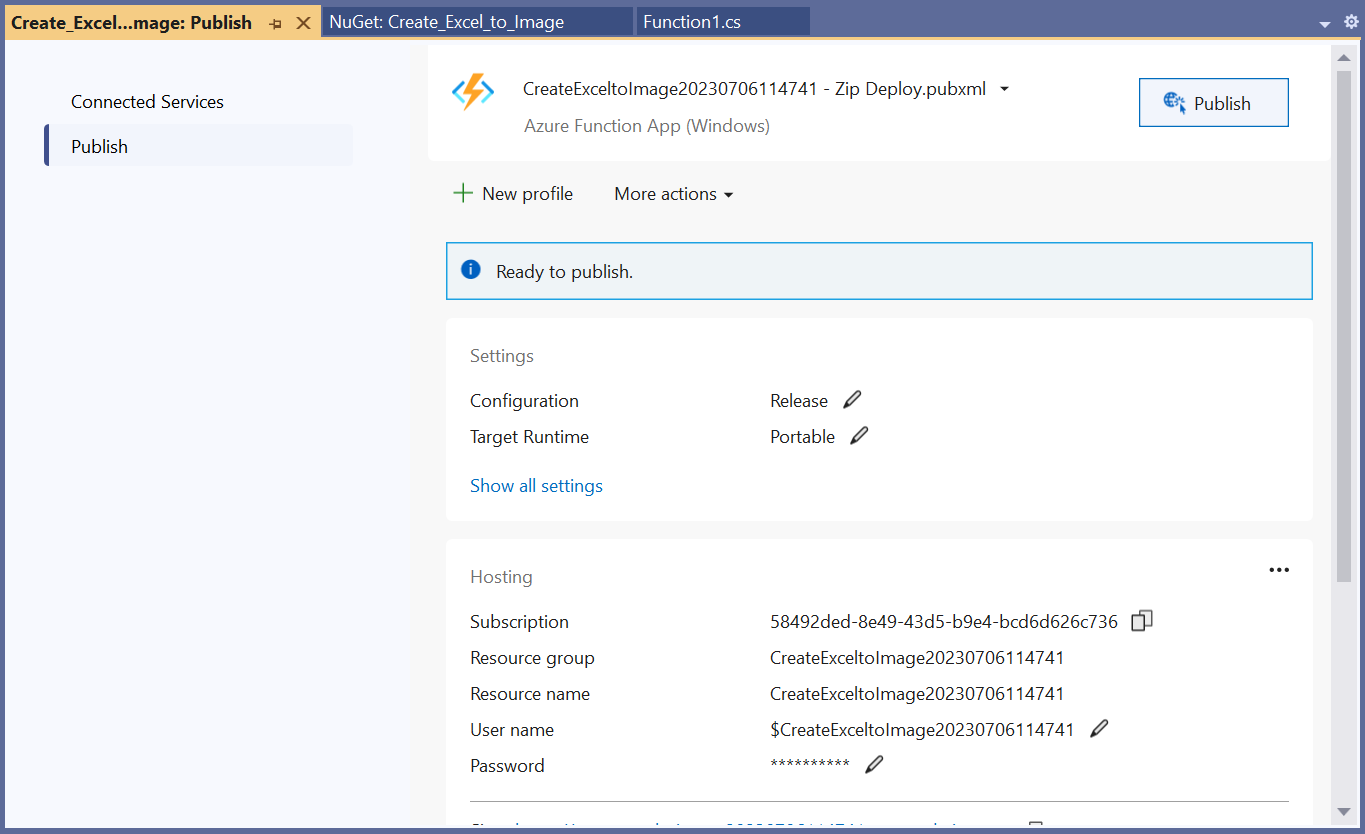 Create_Excel...mage: Publish
NuGet: Create_Excel_to_Image
Function1.cs
Connected Services
Publish
CreateExceltoImage20230706114741 - Zip Deploy.pubxml
Azure Function App (Windows)
Publish
New profile
More actions
Ready to publish.
Settings
Configuration Release
Target Runtime Portable
Show all settings
Hosting
Subscription 58492ded-8e49-43d5-b9e4-bcd6d626c736
Resource group CreateExceltoImage20230706114741
Resource name CreateExceltoImage20230706114741
User name $CreateExceltoImage20230706114741
Password **********